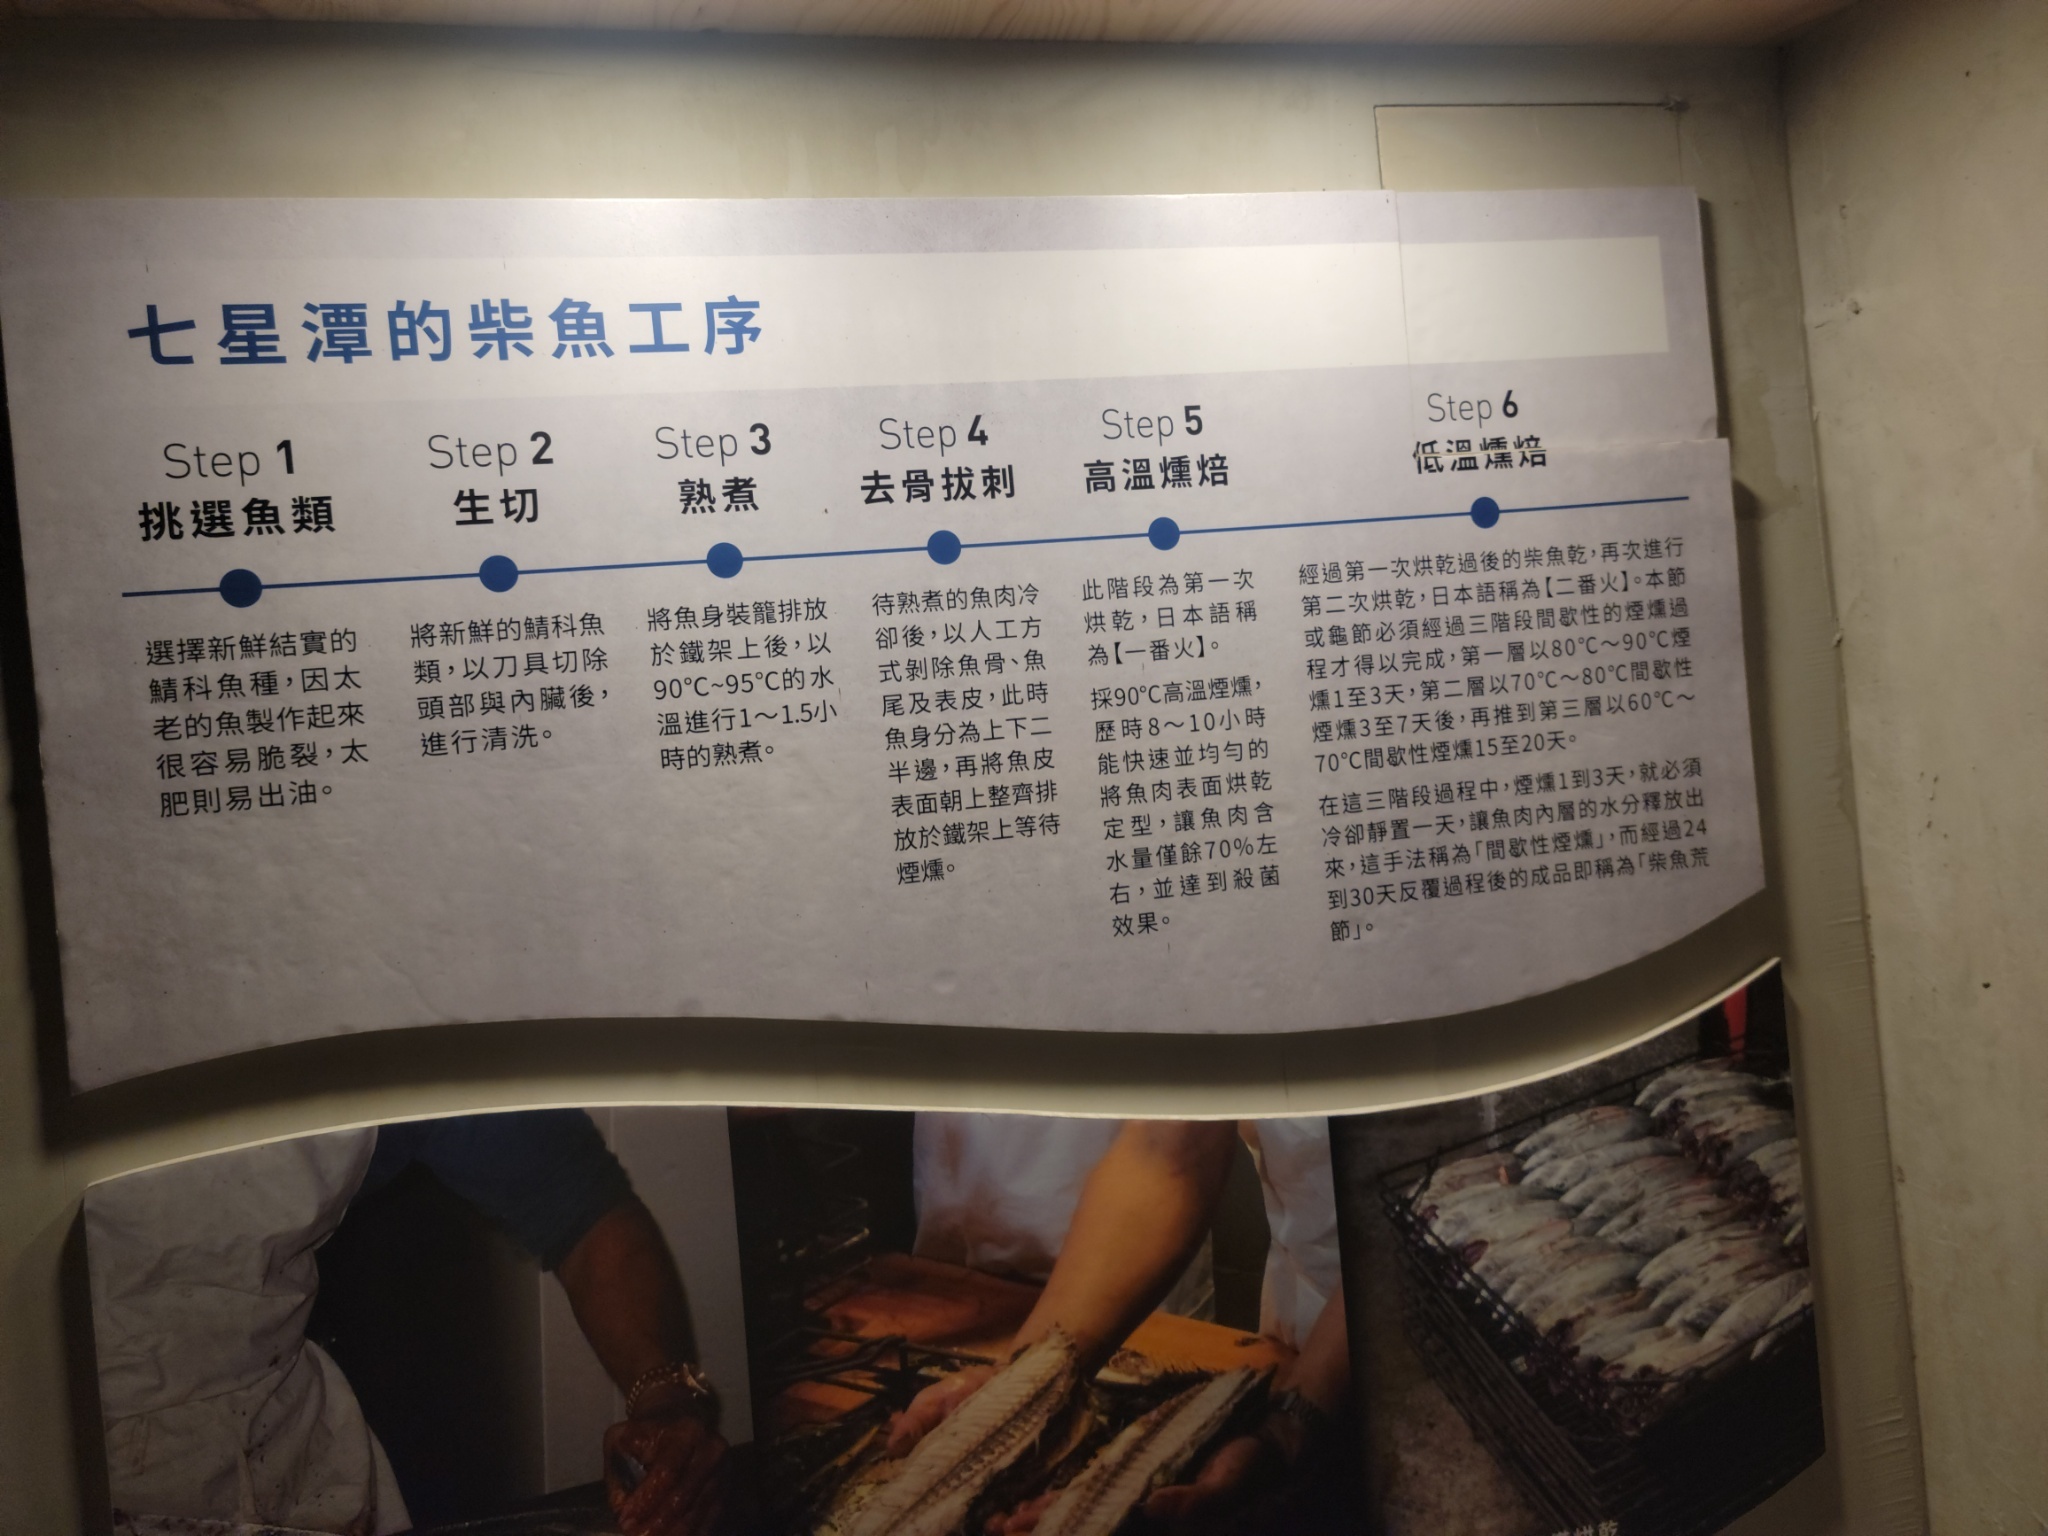 七星潭的柴魚工序
Step 1
挑選魚類
選擇新鮮結實的
鯖科魚種，因太
老的魚製作起來
很容易脆裂，太
肥則易出油。
Step 2
生切
將新鮮的鯖科魚
類，以刀具切除
頭部與內臟後，
進行清洗。
Step 3
熟煮
將魚身裝籠排放
於鐵架上後，以
90℃~95℃的水
溫進行1～1.5小
時的熟煮。
Step 4
去骨拔刺
待熟煮的魚肉冷
卻後，以人工方
式剝除魚骨、魚
尾及表皮，此時
魚身分為上下二
半邊，再將魚皮
表面朝上整齊排
放於鐵架上等待
煙燻。
Step 5
高溫燻焙
此階段為第一次
烘乾，日本語稱
為【一番火】。
採90℃高溫煙燻，
歷時8～10小時
能快速並均勻的
將魚肉表面烘乾
定型，讓魚肉含
水量僅餘70%左
右，並達到殺菌
效果。
Step 6
低溫燻焙
經過第一次烘乾過後的柴魚乾，再次進行
第二次烘乾，日本語稱為【二番火】。本節
或龜節必須經過三階段間歇性的煙燻過
程才得以完成，第一層以80℃～90℃煙
燻1至3天，第二層以70℃～80℃間歇性
煙燻3至7天後，再推到第三層以60℃～
70℃間歇性煙燻15至20天。
在這三階段過程中，煙燻1到3天，就必須
冷卻靜置一天，讓魚肉內層的水分釋放出
來，這手法稱為「間歇性煙燻」，而經過24
到30天反覆過程後的成品即稱為「柴魚荒
節」。
烘乾